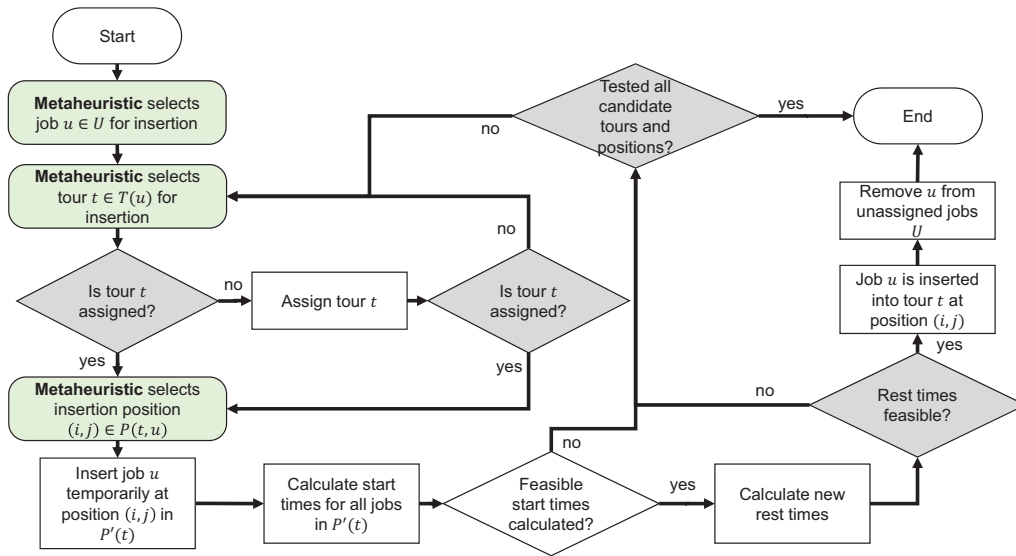 Start
Metaheuristic selects
job u ∈ U for insertion
Metaheuristic selects
tour t ∈ T(u) for
insertion
Is tour t
assigned?
no
yes
Assign tour t
Is tour t
assigned?
no
yes
Metaheuristic selects
insertion position
(i, j) ∈ P(t, u)
Insert job u
temporarily at
position (i, j) in
P′(t)
Calculate start
times for all jobs
in P′(t)
Feasible
start times
calculated?
no
yes
Calculate new
rest times
Rest times
feasible?
no
yes
Job u is inserted
into tour t at
position (i, j)
Remove u from
unassigned jobs
U
Tested all
candidate
tours and
positions?
no
yes
End